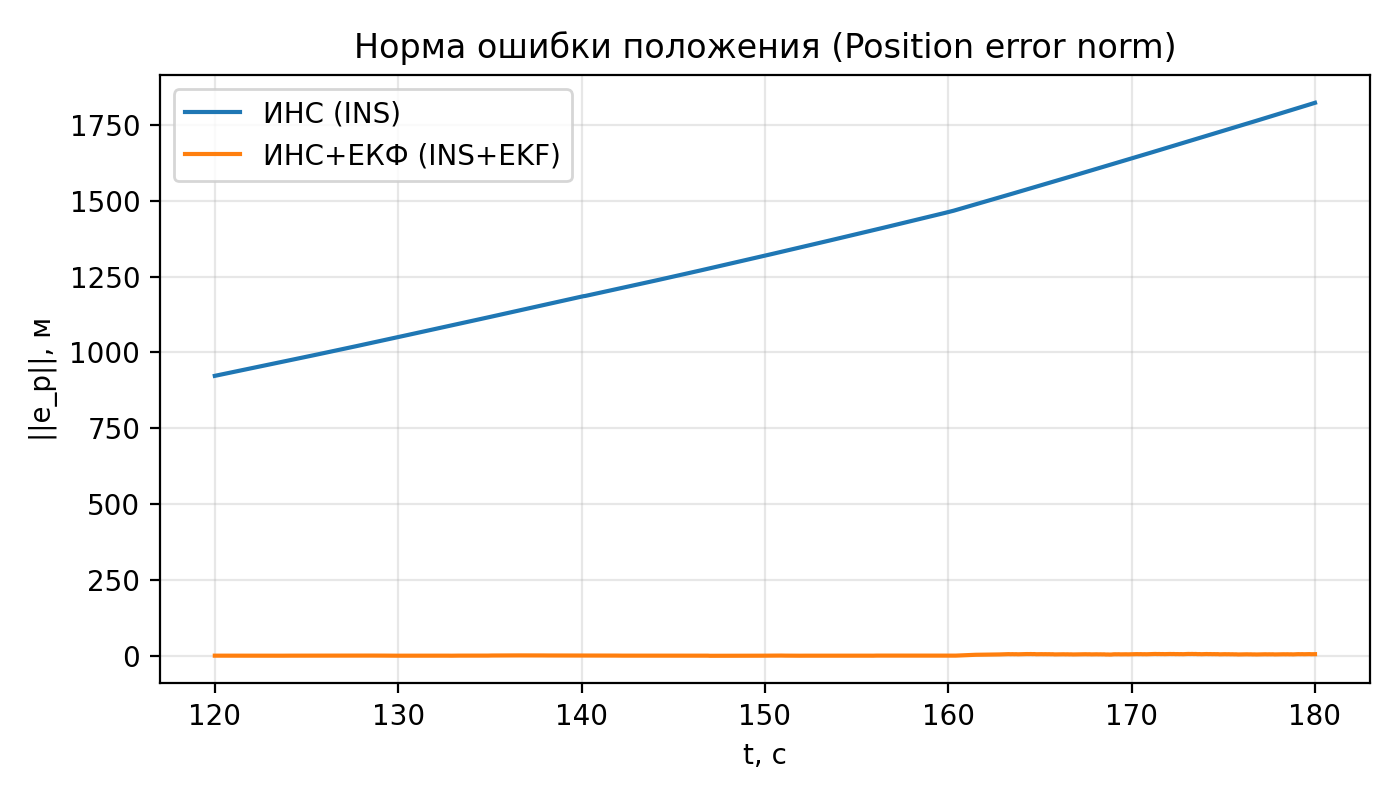 Норма ошибки положения (Position error norm)
ИНС (INS)
ИНС+ЕКФ (INS+EKF)
||e_p||, м
1750
1500
1250
1000
750
500
250
0
120 130 140 150 160 170 180
t, с